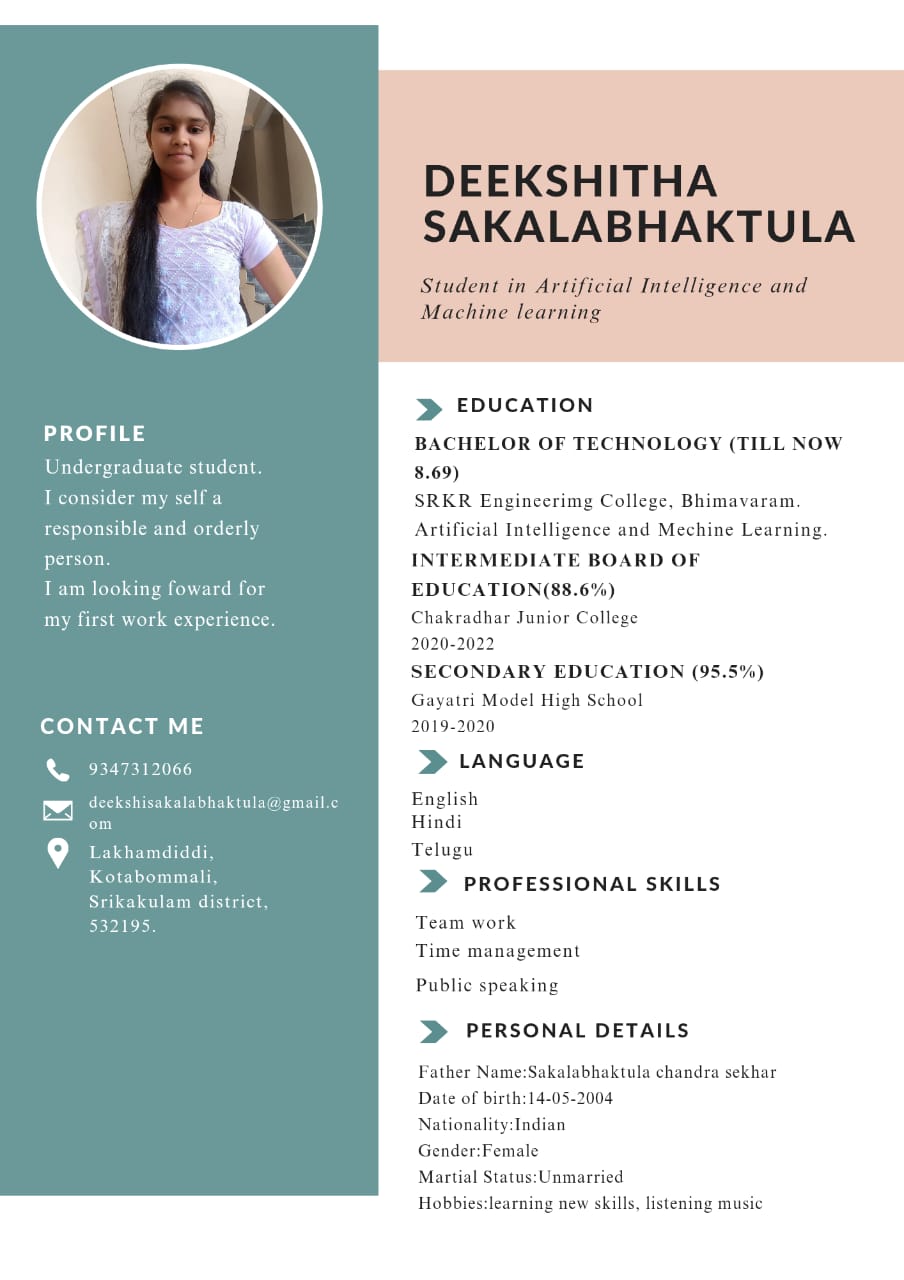 DEEKSHITHA
SAKALABHAKTULA
Student in Artificial Intelligence and
Machine learning
PROFILE
Undergraduate student.
I consider my self a
responsible and orderly
person.
I am looking foward for
my first work experience.
CONTACT ME
9347312066
deekshisakalabhaktula@gmail.c
om
Lakhamdiddi,
Kotabommali,
Srikakulam district,
532195.
EDUCATION
BACHELOR OF TECHNOLOGY (TILL NOW
8.69)
SRKR Engineerimg College, Bhimavaram.
Artificial Intelligence and Mechine Learning.
INTERMEDIATE BOARD OF
EDUCATION(88.6%)
Chakradhar Junior College
2020-2022
SECONDARY EDUCATION (95.5%)
Gayatri Model High School
2019-2020
LANGUAGE
English
Hindi
Telugu
PROFESSIONAL SKILLS
Team work
Time management
Public speaking
PERSONAL DETAILS
Father Name:Sakalabhaktula chandra sekhar
Date of birth:14-05-2004
Nationality:Indian
Gender:Female
Martial Status:Unmarried
Hobbies:learning new skills, listening music